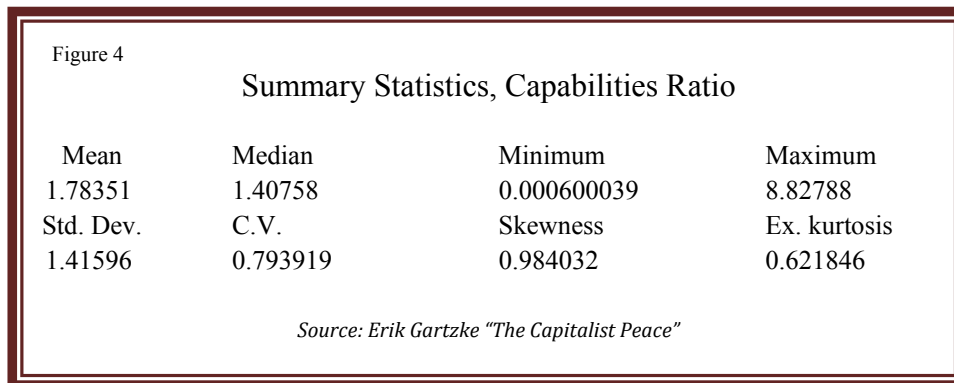 Figure 4
Summary Statistics, Capabilities Ratio
Mean Median Minimum Maximum
1.78351 1.40758 0.000600039 8.82788
Std. Dev. C.V. Skewness Ex. kurtosis
1.41596 0.793919 0.984032 0.621846
Source: Erik Gartzke “The Capitalist Peace”